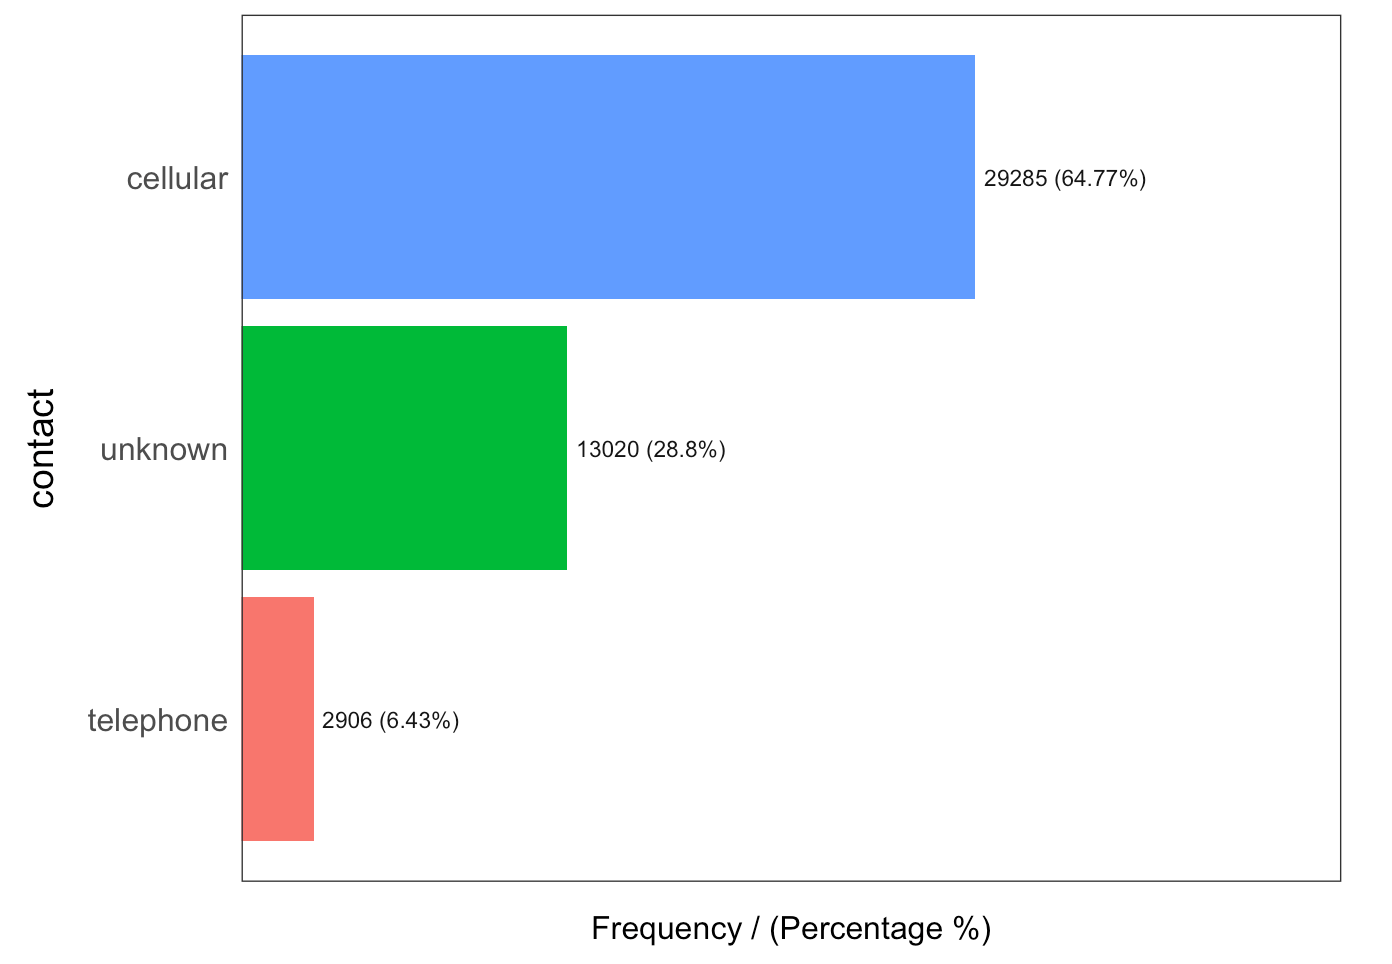 cellular
29285 (64.77%)
unknown
13020 (28.8%)
telephone
2906 (6.43%)
contact
Frequency / (Percentage %)